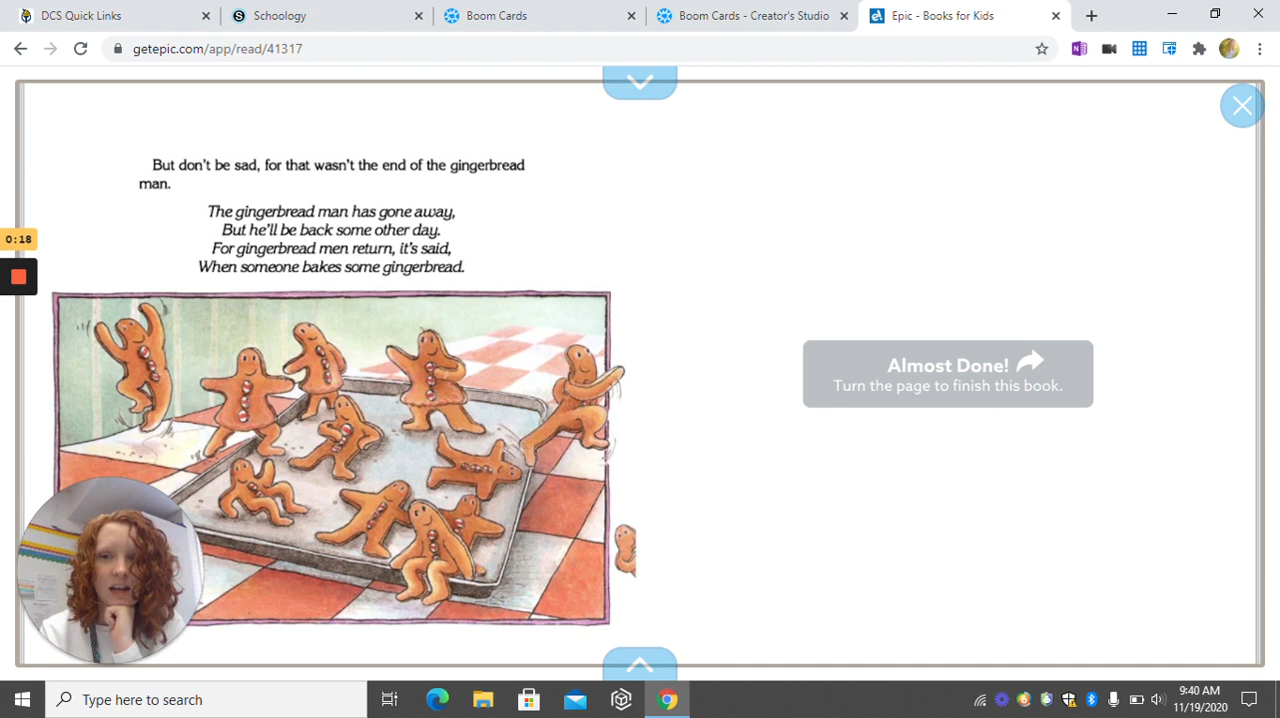 DCS Quick Links
Schoology
Boom Cards
Boom Cards - Creator's Studio
Epic - Books for Kids
getepic.com/app/read/41317
But don't be sad, for that wasn't the end of the gingerbread
man.
The gingerbread man has gone away,
But he'll be back some other day.
For gingerbread men return, it's said,
When someone bakes some gingerbread.
0:18
Almost Done!
Turn the page to finish this book.
Type here to search
9:40 AM
11/19/2020